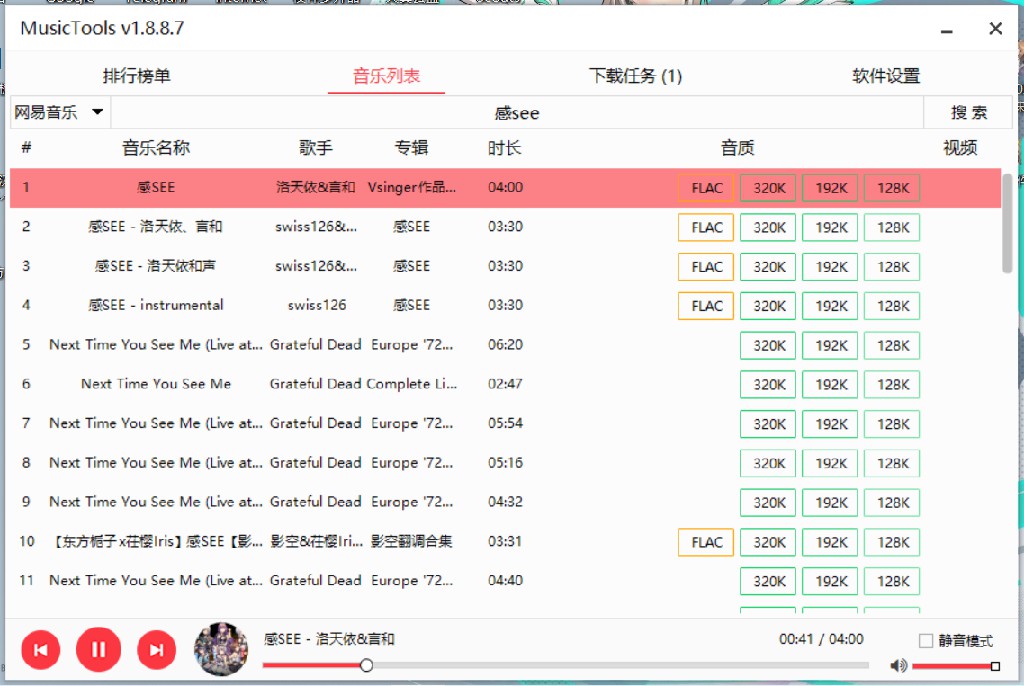 MusicTools v1.8.8.7
排行榜单 音乐列表 下载任务 (1) 软件设置
网易音乐 感see 搜 索
# 音乐名称 歌手 专辑 时长 音质 视频
1 感SEE 洛天依&言和 Vsinger作品... 04:00 FLAC 320K 192K 128K
2 感SEE - 洛天依、言和 swiss126&... 感SEE 03:30 FLAC 320K 192K 128K
3 感SEE - 洛天依和声 swiss126&... 感SEE 03:30 FLAC 320K 192K 128K
4 感SEE - instrumental swiss126 感SEE 03:30 FLAC 320K 192K 128K
5 Next Time You See Me (Live at... Grateful Dead Europe '72... 06:20 320K 192K 128K
6 Next Time You See Me Grateful Dead Complete Li... 02:47 320K 192K 128K
7 Next Time You See Me (Live at... Grateful Dead Europe '72... 05:54 320K 192K 128K
8 Next Time You See Me (Live at... Grateful Dead Europe '72... 05:16 320K 192K 128K
9 Next Time You See Me (Live at... Grateful Dead Europe '72... 04:32 320K 192K 128K
10 【东方栀子x茌樱Iris】感SEE【影... 影空&茌樱Iri... 影空翻调合集 03:31 FLAC 320K 192K 128K
11 Next Time You See Me (Live at... Grateful Dead Europe '72... 04:40 320K 192K 128K
感SEE - 洛天依&言和 00:41 / 04:00 静音模式